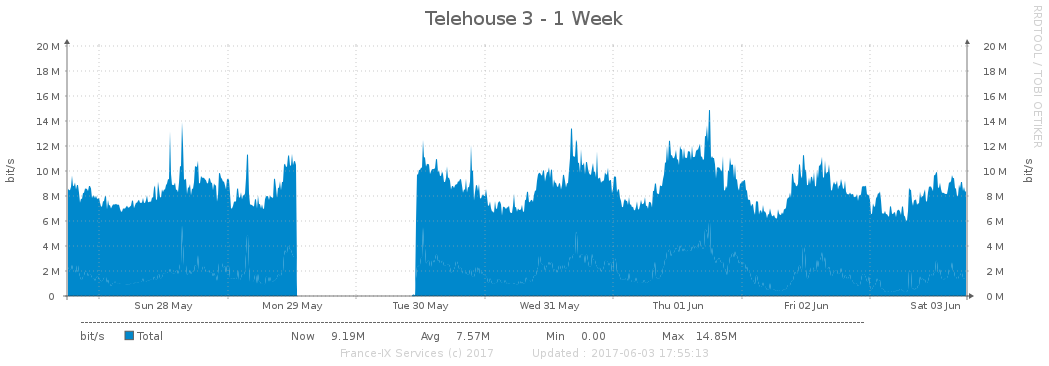 Telehouse 3 - 1 Week
RRDTOOL / TOBI OETIKER
bit/s
20 M 20 M
18 M 18 M
16 M 16 M
14 M 14 M
12 M 12 M
10 M 10 M
8 M 8 M
6 M 6 M
4 M 4 M
2 M 2 M
0 0 M
bit/s
Sun 28 May Mon 29 May Tue 30 May Wed 31 May Thu 01 Jun Fri 02 Jun Sat 03 Jun
bit/s Total Now 9.19M Avg 7.57M Min 0.00 Max 14.85M
France-IX Services (c) 2017 Updated : 2017-06-03 17:55:13